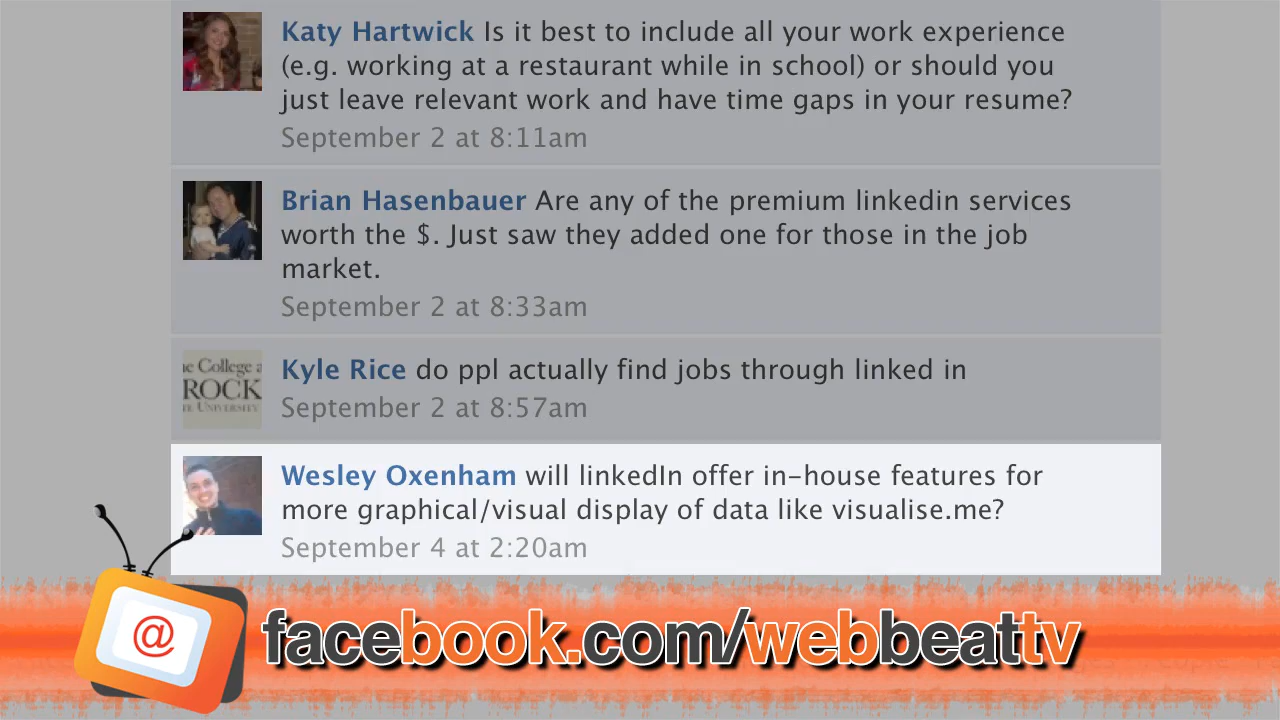 Katy Hartwick Is it best to include all your work experience
(e.g. working at a restaurant while in school) or should you
just leave relevant work and have time gaps in your resume?
September 2 at 8:11am
Brian Hasenbauer Are any of the premium linkedin services
worth the $. Just saw they added one for those in the job
market.
September 2 at 8:33am
e College a
ROCK
TE UNIVERSITY
Kyle Rice do ppl actually find jobs through linked in
September 2 at 8:57am
Wesley Oxenham will linkedIn offer in-house features for
more graphical/visual display of data like visualise.me?
September 4 at 2:20am
@
facebook.com/webbeattv